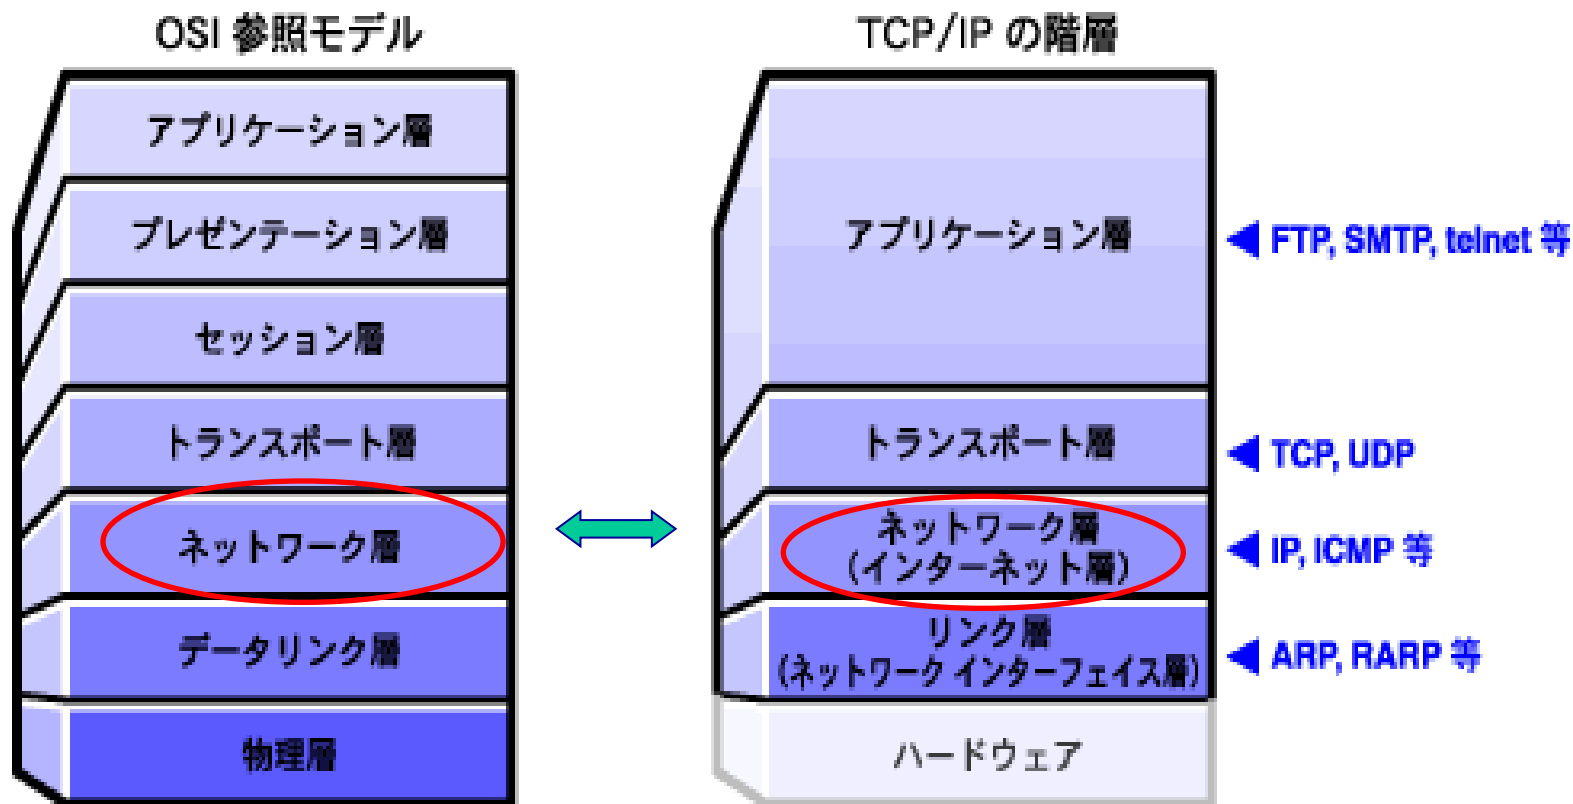 OSI 参照モデル
アプリケーション層
プレゼンテーション層
セッション層
トランスポート層
ネットワーク層
データリンク層
物理層
TCP/IP の階層
アプリケーション層
トランスポート層
ネットワーク層
(インターネット層)
リンク層
(ネットワーク インターフェイス層)
ハードウェア
FTP, SMTP, telnet 等
TCP, UDP
IP, ICMP 等
ARP, RARP 等